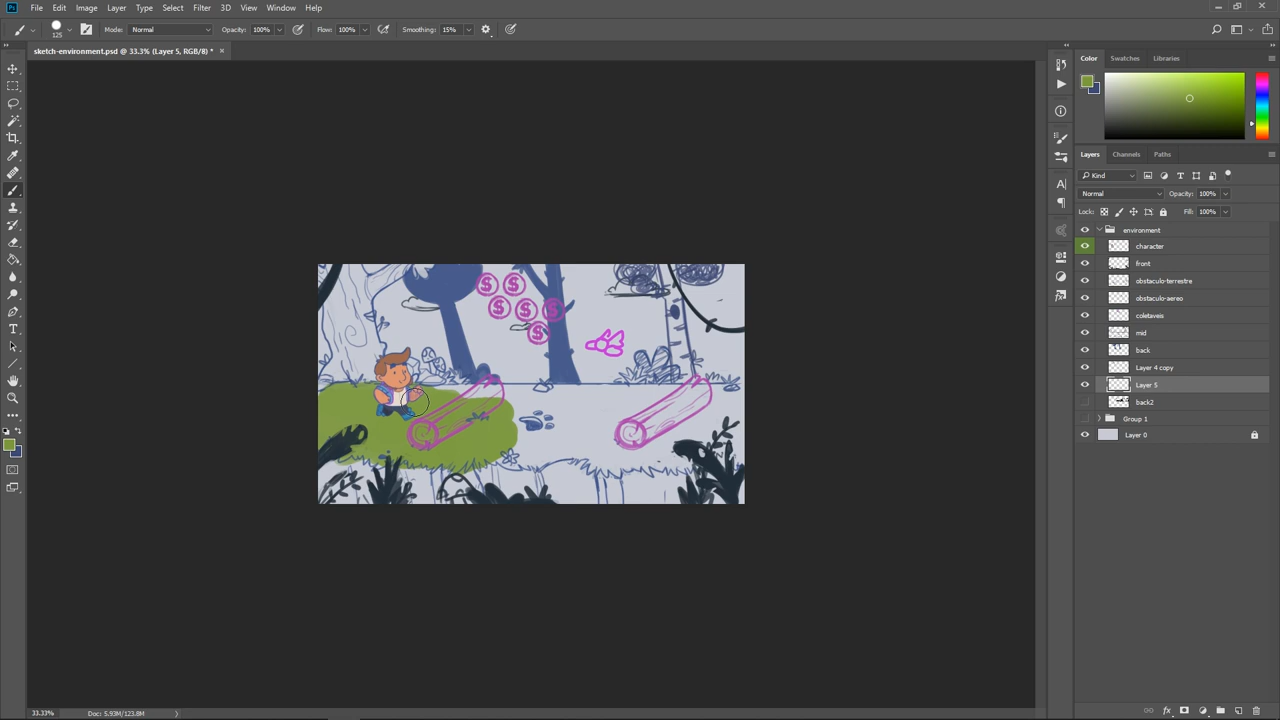 Ps File Edit Image Layer Type Select Filter 3D View Window Help
125 Mode: Normal Opacity: 100% Flow: 100% Smoothing: 15%
sketch-environment.psd @ 33.3% (Layer 5, RGB/8) * ×
Color Swatches Libraries
Layers Channels Paths
Kind
Normal Opacity: 100%
Lock: Fill: 100%
environment
character
front
obstaculo-terrestre
obstaculo-aereo
coletaveis
mid
back
Layer 4 copy
Layer 5
back2
Group 1
Layer 0
$ $
$ $ $
$
33.33% Doc: 5.93M/123.8M